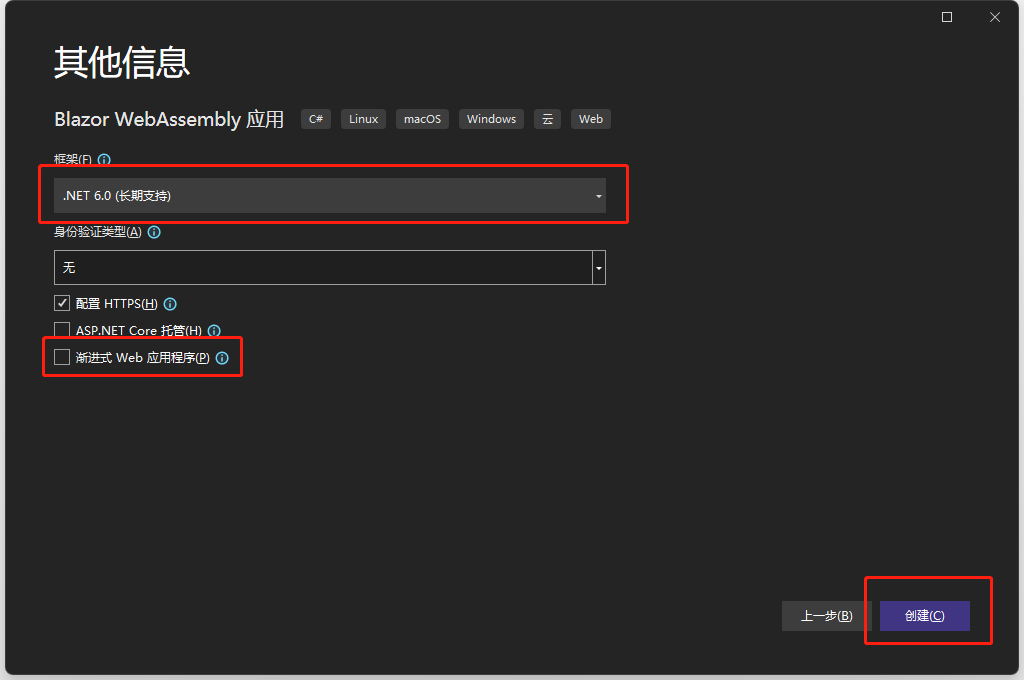 其他信息
Blazor WebAssembly 应用 C# Linux macOS Windows 云 Web
框架(F)
.NET 6.0 (长期支持)
身份验证类型(A)
无
配置 HTTPS(H)
ASP.NET Core 托管(H)
渐进式 Web 应用程序(P)
上一步(B) 创建(C)